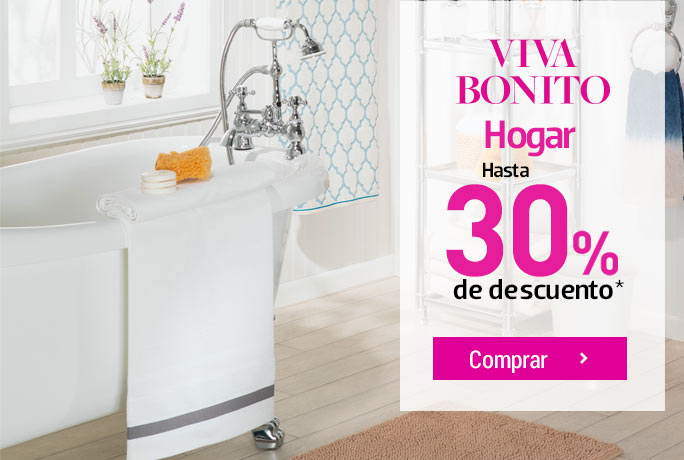 VIVA
BONITO
Hogar
Hasta
30%
de descuento*
Comprar >